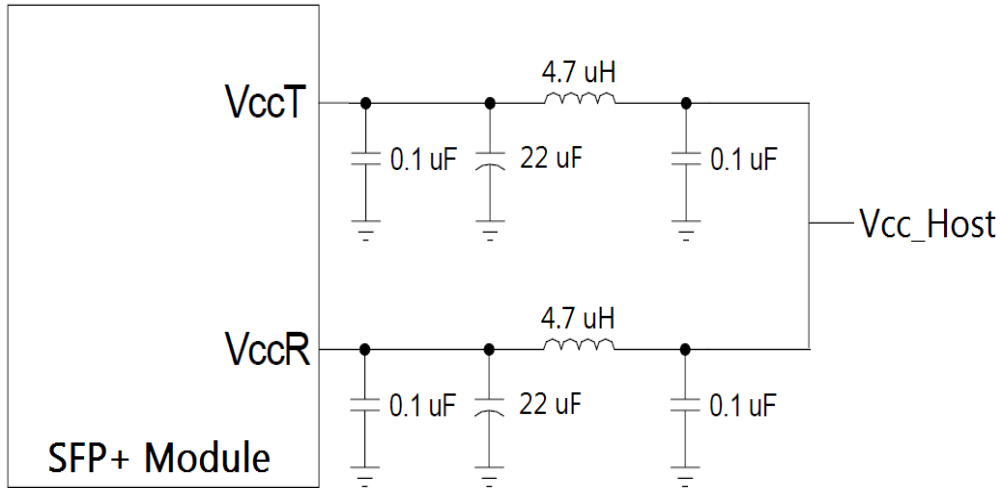 4.7 uH
VccT
0.1 uF
22 uF
0.1 uF
Vcc_Host
4.7 uH
VccR
0.1 uF
22 uF
0.1 uF
SFP+ Module